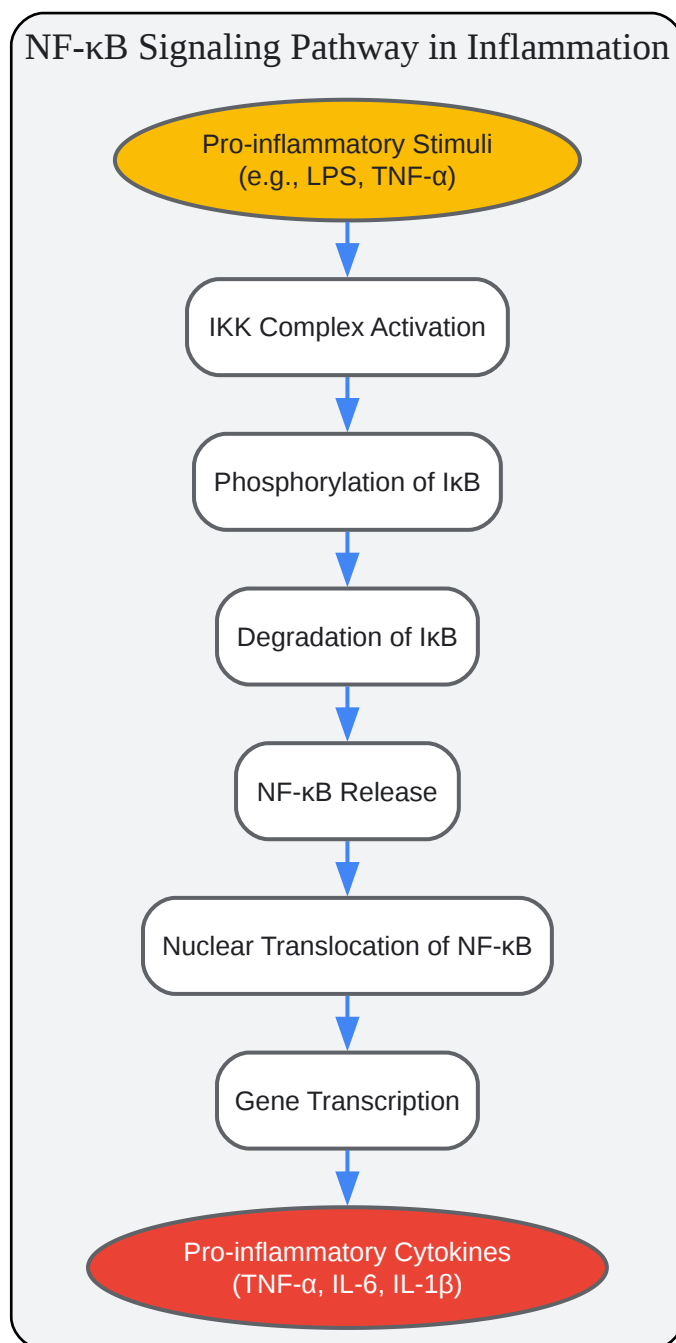 NF-κB Signaling Pathway in Inflammation
Pro-inflammatory Stimuli
(e.g., LPS, TNF-α)
IKK Complex Activation
Phosphorylation of IκB
Degradation of IκB
NF-κB Release
Nuclear Translocation of NF-κB
Gene Transcription
Pro-inflammatory Cytokines
(TNF-α, IL-6, IL-1β)